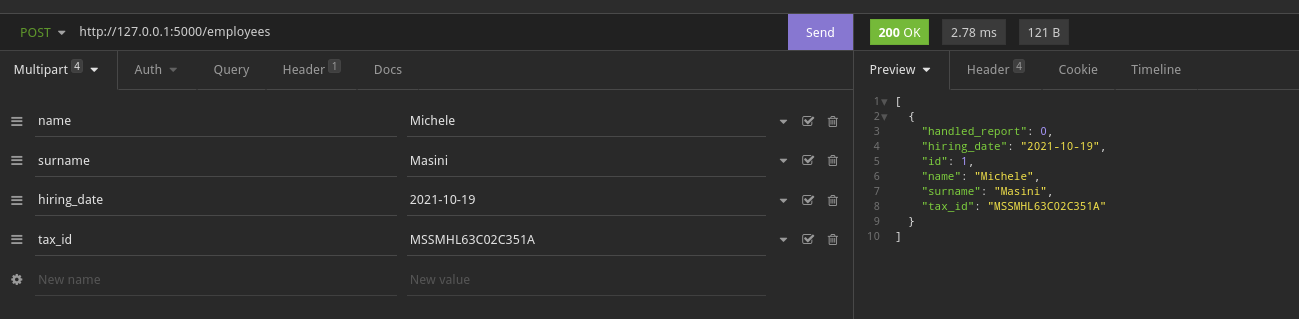 POST http://127.0.0.1:5000/employees Send 200 OK 2.78 ms 121 B
Multipart 4 Auth Query Header 1 Docs
name Michele
surname Masini
hiring_date 2021-10-19
tax_id MSSMHL63C02C351A
New name New value
Preview Header 4 Cookie Timeline
1 [
2 {
3 "handled_report": 0,
4 "hiring_date": "2021-10-19",
5 "id": 1,
6 "name": "Michele",
7 "surname": "Masini",
8 "tax_id": "MSSMHL63C02C351A"
9 }
10 ]